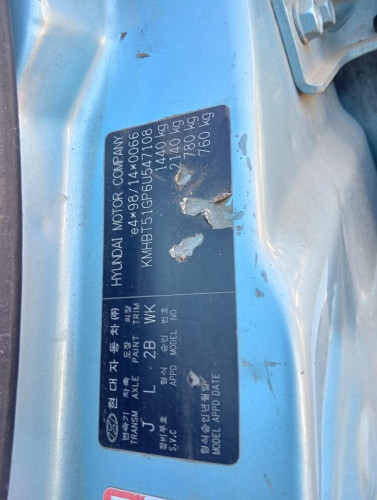 HYUNDAI MOTOR COMPANY
e4*98/14*0066
KMHBT51GP6U547108
1440 kg
2140 kg
780 kg
760 kg
현대자동차(주)
변속기 차축 도장 외장
TRANSM AXLE PAINT TRIM
J L 2B WK
정비부호 형식 승인 번호
S.V.C APPD MODEL NO
형식승인년월일
MODEL APPD DATE